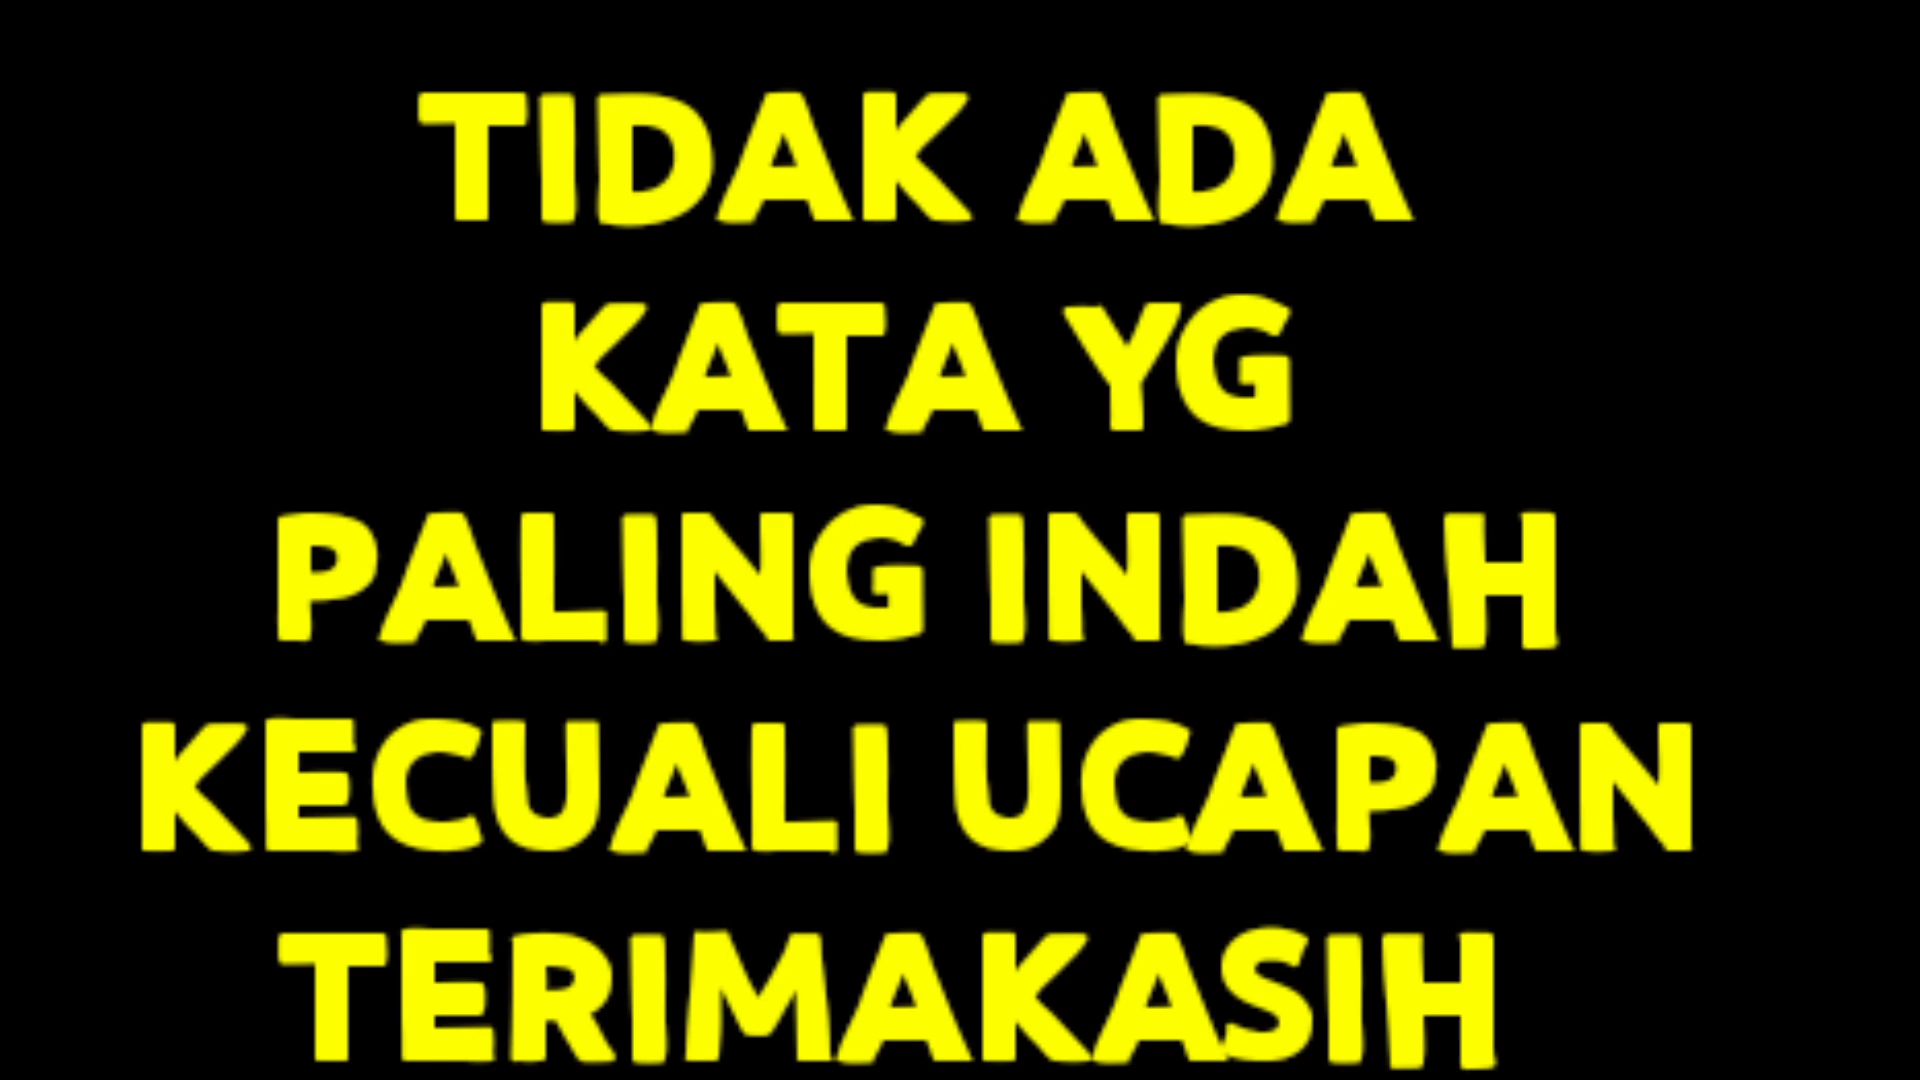 TIDAK ADA
KATA YG
PALING INDAH
KECUALI UCAPAN
TERIMAKASIH